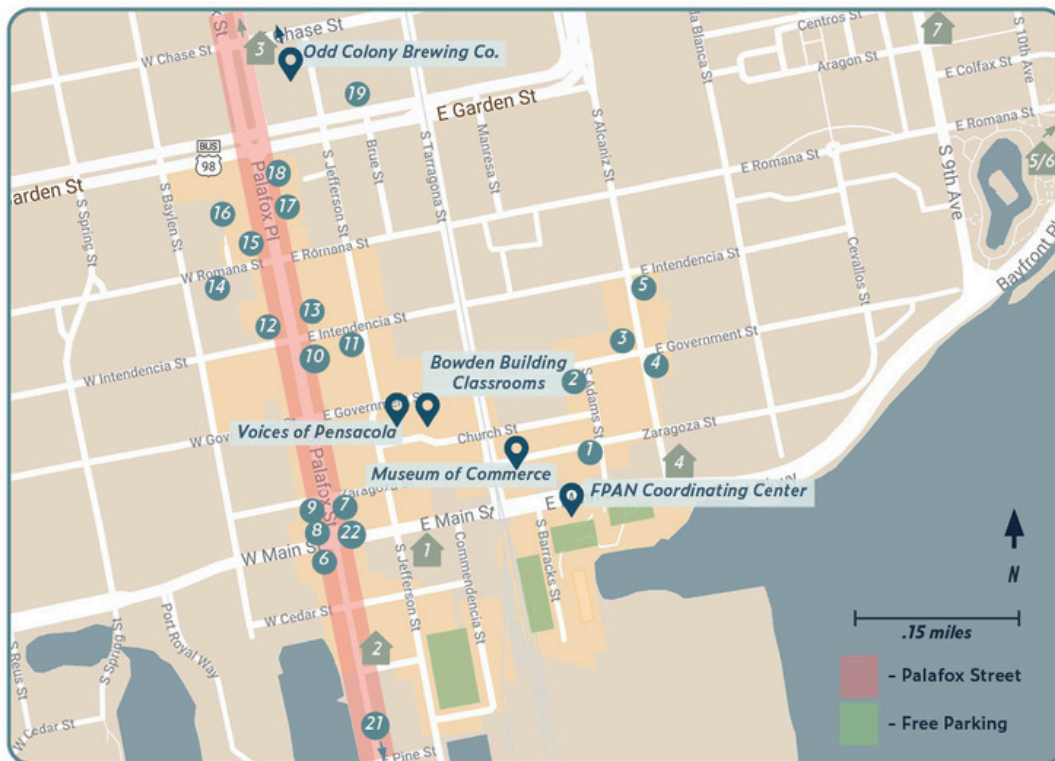 K St
W Chase St
Chase St
3
Odd Colony Brewing Co.
19
E Garden St
BUS
98
Garden St
Palafox Pl
18
17
16
15
14
13
12
11
10
S Spring St
S Baylen St
S Jefferson St
Brue St
S Tarragona St
Manresa St
S Alcaniz St
Centros St
7
S 10th Ave
Aragon St
E Colfax St
E Romana St
E Romana St
5/6
S 9th Ave
Cevallos St
W Romana St
E Romana St
E Intendencia St
5
3
4
E Government St
W Intendencia St
E Intendencia St
Bowden Building
Classrooms
2
S Adams St
E Government St
Voices of Pensacola
Church St
Zaragoza St
1
4
Museum of Commerce
FPAN Coordinating Center
Palafox St
9
7
8
22
6
E Main St
W Main St
1
S Jefferson St
Commendencia St
S Barracks St
W Cedar St
2
21
Pine St
Port Royal Way
S Spring St
S Reus St
W Cedar St
N
.15 miles
- Palafox Street
- Free Parking